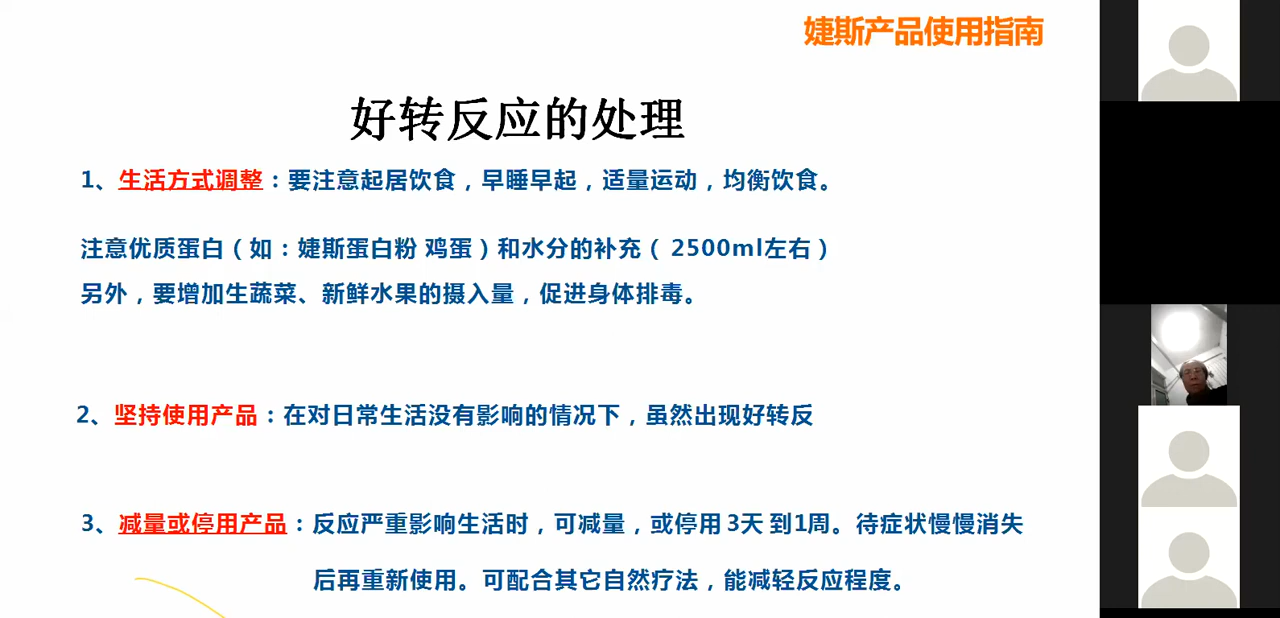 婕斯产品使用指南
好转反应的处理
1、生活方式调整：要注意起居饮食，早睡早起，适量运动，均衡饮食。
注意优质蛋白（如：婕斯蛋白粉 鸡蛋）和水分的补充（ 2500ml左右）
另外，要增加生蔬菜、新鲜水果的摄入量，促进身体排毒。
2、坚持使用产品：在对日常生活没有影响的情况下，虽然出现好转反
3、减量或停用产品：反应严重影响生活时，可减量，或停用 3天 到1周。待症状慢慢消失
后再重新使用。可配合其它自然疗法，能减轻反应程度。